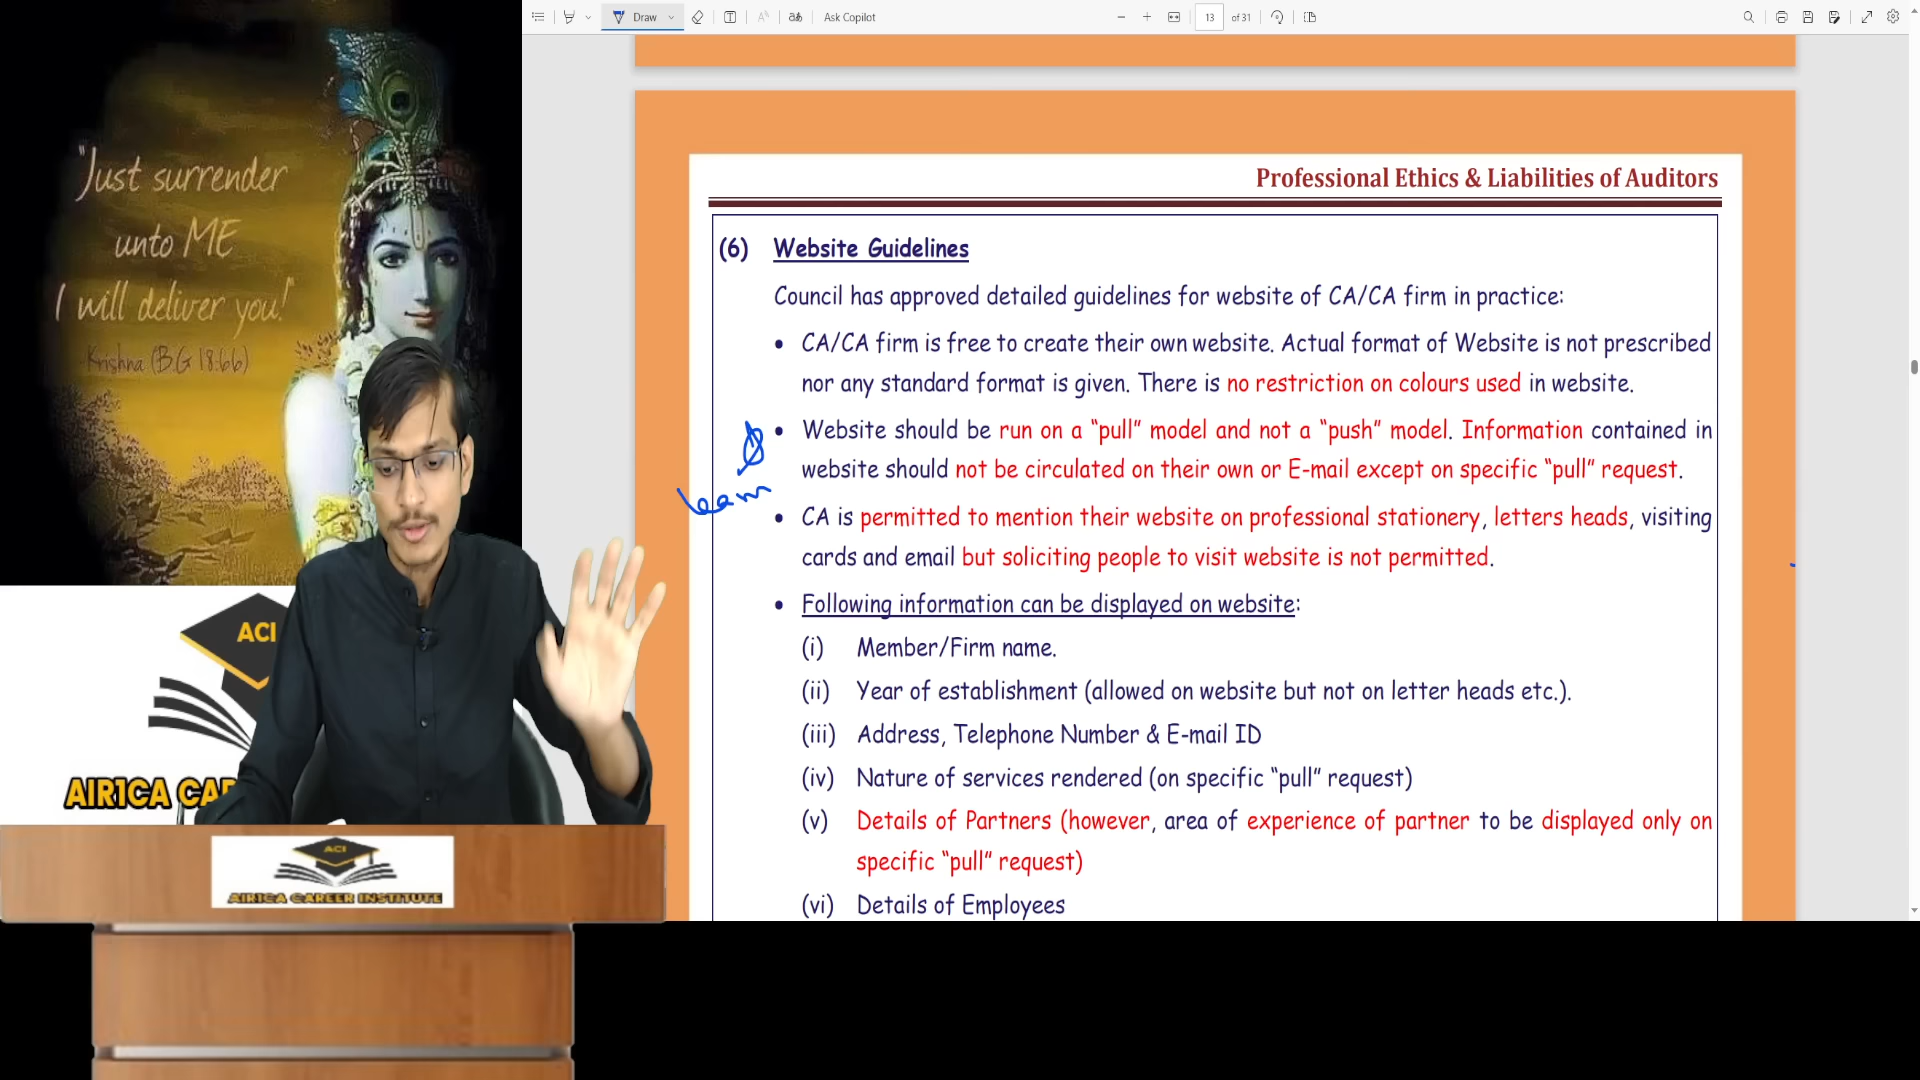 Draw
Ask Copilot
13
of 31
"Just surrender
unto ME
I will deliver you!"
Krishna (B.G 18:66)
Professional Ethics & Liabilities of Auditors
(6) Website Guidelines
Council has approved detailed guidelines for website of CA/CA firm in practice:
• CA/CA firm is free to create their own website. Actual format of Website is not prescribed
nor any standard format is given. There is no restriction on colours used in website.
• Website should be run on a “pull” model and not a “push” model. Information contained in
website should not be circulated on their own or E-mail except on specific “pull” request.
learn
• CA is permitted to mention their website on professional stationery, letters heads, visiting
cards and email but soliciting people to visit website is not permitted.
• Following information can be displayed on website:
(i) Member/Firm name.
(ii) Year of establishment (allowed on website but not on letter heads etc.).
(iii) Address, Telephone Number & E-mail ID
(iv) Nature of services rendered (on specific “pull” request)
(v) Details of Partners (however, area of experience of partner to be displayed only on
specific “pull” request)
(vi) Details of Employees
ACI
AIR1CA CAR
ACI
AIR1CA CAREER INSTITUTE